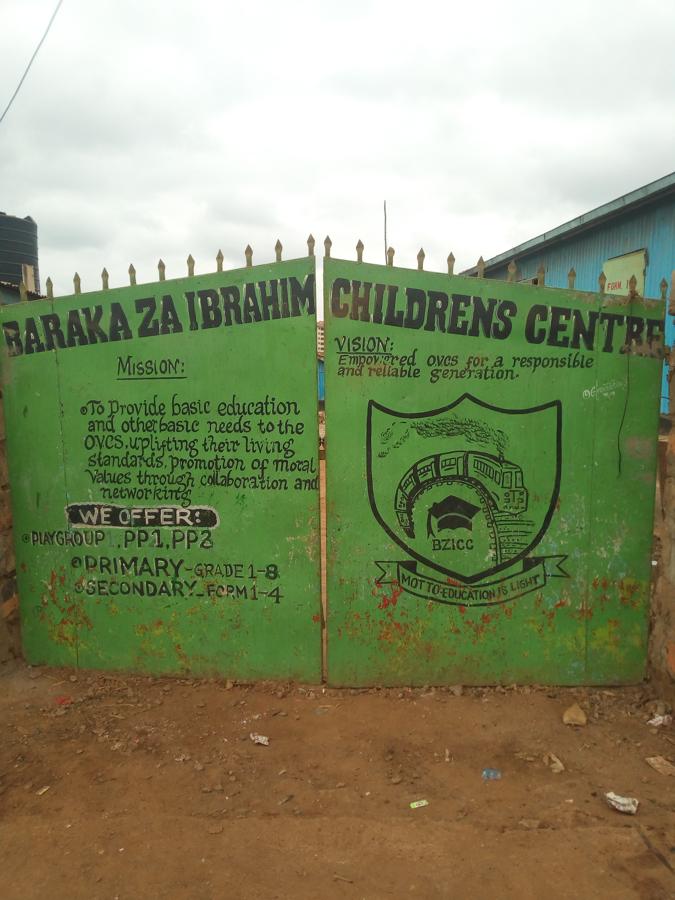 BARAKA ZA IBRAHIM
MISSION:
To Provide basic education
and other basic needs to the
OVCS, uplifting their living
standards, promotion of moral
Values through collaboration and
networking
WE OFFER:
PLAYGROUP , PP1, PP2
PRIMARY - GRADE 1-8
SECONDARY - FORM 1-4
CHILDREN'S CENTRE
VISION:
Empowered ovcs for a responsible
and reliable generation.
BZICC
MOTTO-EDUCATION IS LIGHT
FORM